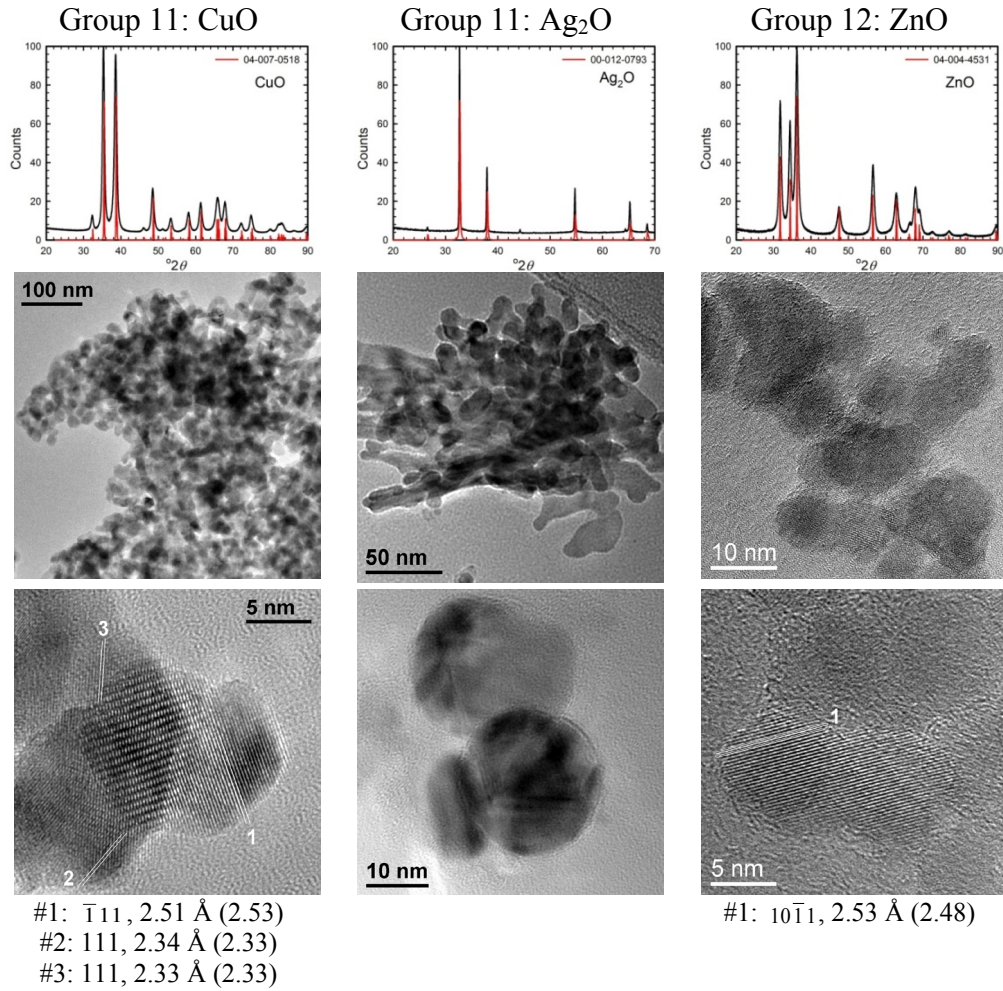 Group 11: CuO
Group 11: Ag₂O
Group 12: ZnO
100
80
60
40
20
0
Counts
04-007-0518
CuO
20 30 40 50 60 70 80 90
°2θ
100
80
60
40
20
0
Counts
00-012-0793
Ag₂O
20 30 40 50 60 70
°2θ
100
80
60
40
20
0
Counts
04-004-4531
ZnO
20 30 40 50 60 70 80 90
°2θ
100 nm
50 nm
10 nm
5 nm
3
1
2
10 nm
1
5 nm
#1: 1̅11, 2.51 Å (2.53)
#2: 111, 2.34 Å (2.33)
#3: 111, 2.33 Å (2.33)
#1: 101̅1, 2.53 Å (2.48)